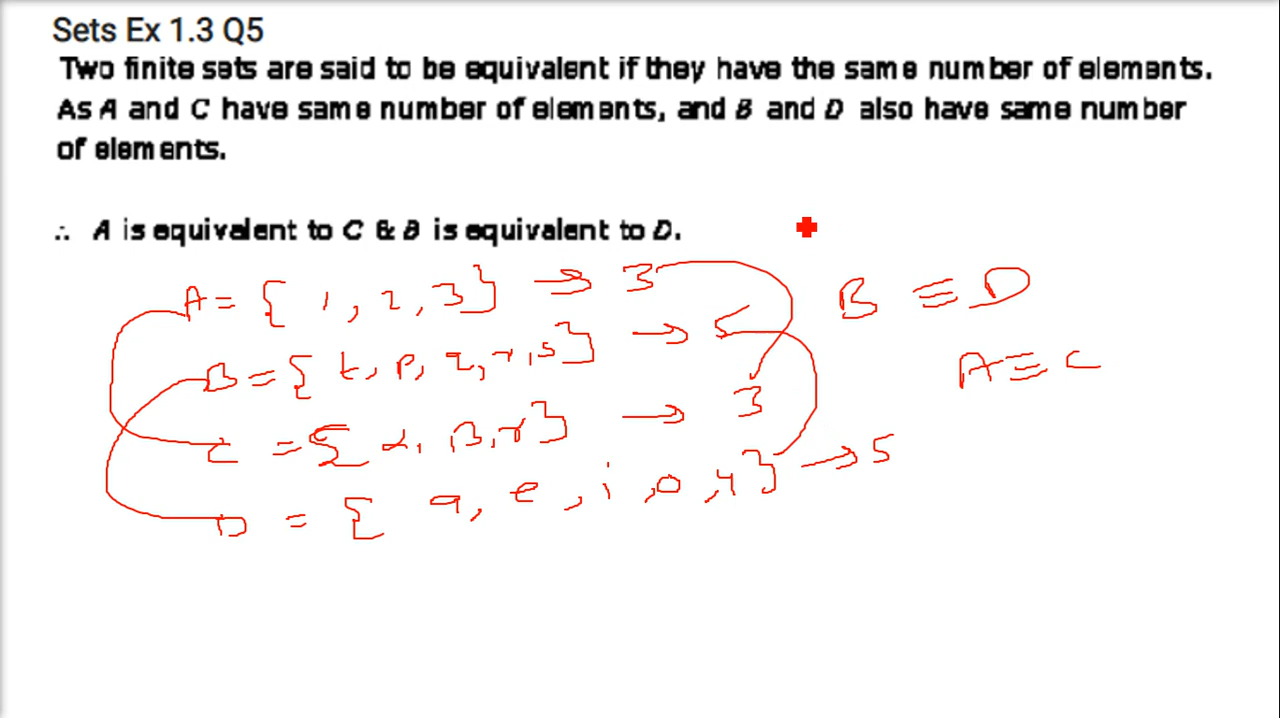 Sets Ex 1.3 Q5
Two finite sets are said to be equivalent if they have the same number of elements.
As A and C have same number of elements, and B and D also have same number
of elements.
∴ A is equivalent to C & B is equivalent to D.
A = { 1, 2, 3 } → 3
B ≡ D
B = { t, p, q, r, s } → 5
A ≡ C
C = { α, β, γ } → 3
D = { a, e, i, o, u } → 5